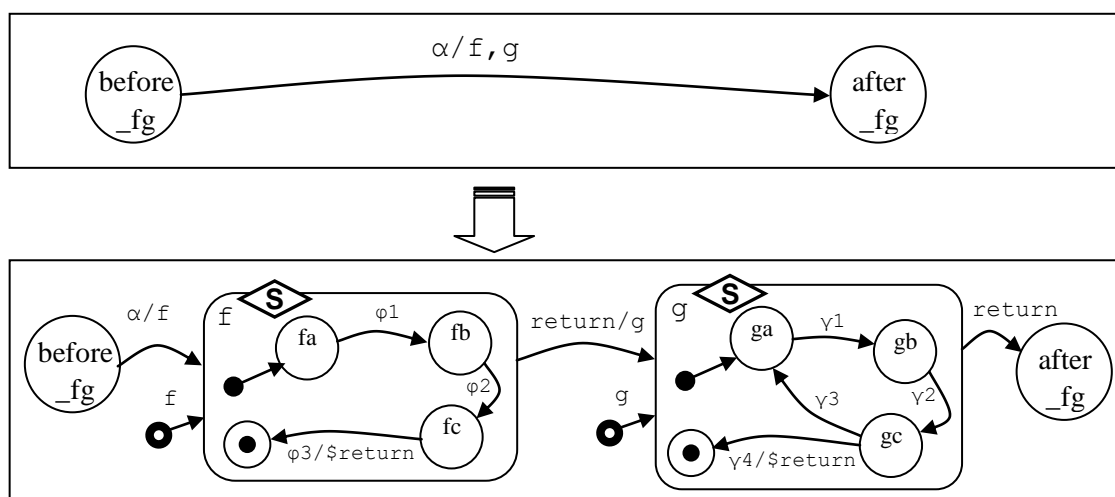 α/f,g
before
_fg
after
_fg
α/f
before
_fg
f
S
f
fa
φ1
fb
φ2
fc
φ3/$return
return/g
g
S
g
ga
γ1
gb
γ2
γ3
gc
γ4/$return
return
after
_fg